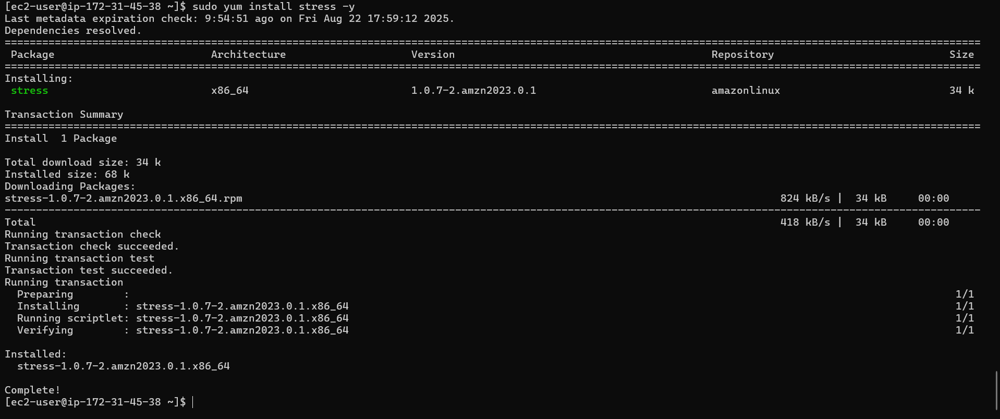 [ec2-user@ip-172-31-45-38 ~]$ sudo yum install stress -y
Last metadata expiration check: 9:54:51 ago on Fri Aug 22 17:59:12 2025.
Dependencies resolved.
============================================================================================================================================================
 Package                         Architecture                    Version                                         Repository                            Size
============================================================================================================================================================
Installing:
 stress                          x86_64                          1.0.7-2.amzn2023.0.1                            amazonlinux                           34 k

Transaction Summary
============================================================================================================================================================
Install  1 Package

Total download size: 34 k
Installed size: 68 k
Downloading Packages:
stress-1.0.7-2.amzn2023.0.1.x86_64.rpm                                                                                      824 kB/s |  34 kB     00:00
------------------------------------------------------------------------------------------------------------------------------------------------------------
Total                                                                                                                       418 kB/s |  34 kB     00:00
Running transaction check
Transaction check succeeded.
Running transaction test
Transaction test succeeded.
Running transaction
  Preparing        :                                                                                                                                    1/1
  Installing       : stress-1.0.7-2.amzn2023.0.1.x86_64                                                                                                 1/1
  Running scriptlet: stress-1.0.7-2.amzn2023.0.1.x86_64                                                                                                 1/1
  Verifying        : stress-1.0.7-2.amzn2023.0.1.x86_64                                                                                                 1/1

Installed:
  stress-1.0.7-2.amzn2023.0.1.x86_64

Complete!
[ec2-user@ip-172-31-45-38 ~]$